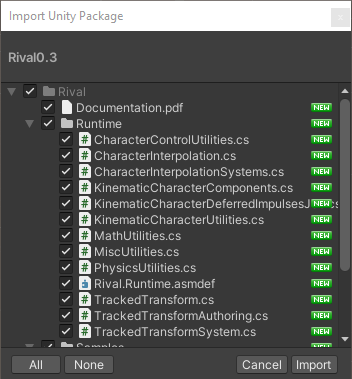 Import Unity Package
Rival0.3
Rival
Documentation.pdf NEW
Runtime NEW
CharacterControlUtilities.cs NEW
CharacterInterpolation.cs NEW
CharacterInterpolationSystems.cs NEW
KinematicCharacterComponents.cs NEW
KinematicCharacterDeferredImpulsesJ cs NEW
KinematicCharacterUtilities.cs NEW
MathUtilities.cs NEW
MiscUtilities.cs NEW
PhysicsUtilities.cs NEW
Rival.Runtime.asmdef NEW
TrackedTransform.cs NEW
TrackedTransformAuthoring.cs NEW
TrackedTransformSystem.cs NEW
Samples NEW
All None Cancel Import